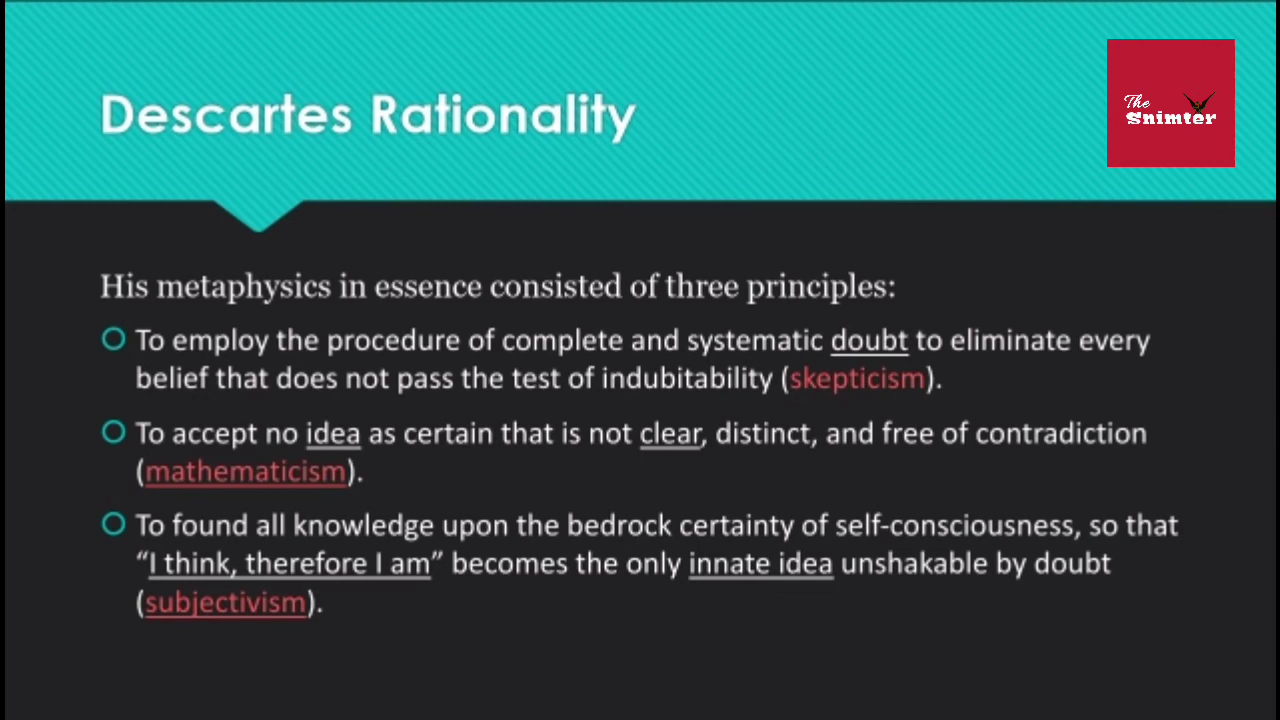 Descartes Rationality
The
Snimter
His metaphysics in essence consisted of three principles:
To employ the procedure of complete and systematic doubt to eliminate every
belief that does not pass the test of indubitability (skepticism).
To accept no idea as certain that is not clear, distinct, and free of contradiction
(mathematicism).
To found all knowledge upon the bedrock certainty of self-consciousness, so that
“I think, therefore I am” becomes the only innate idea unshakable by doubt
(subjectivism).